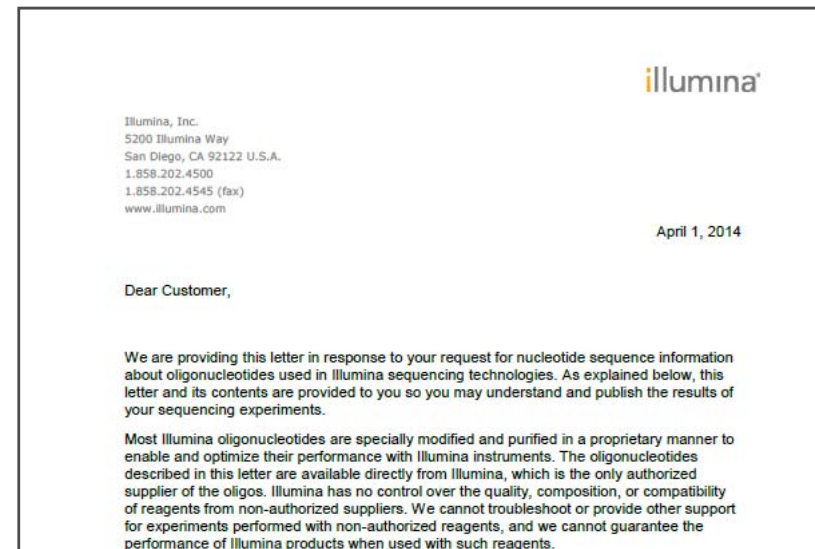 illumina®
Illumina, Inc.
5200 Illumina Way
San Diego, CA 92122 U.S.A.
1.858.202.4500
1.858.202.4545 (fax)
www.illumina.com
April 1, 2014
Dear Customer,
We are providing this letter in response to your request for nucleotide sequence information
about oligonucleotides used in Illumina sequencing technologies. As explained below, this
letter and its contents are provided to you so you may understand and publish the results of
your sequencing experiments.
Most Illumina oligonucleotides are specially modified and purified in a proprietary manner to
enable and optimize their performance with Illumina instruments. The oligonucleotides
described in this letter are available directly from Illumina, which is the only authorized
supplier of the oligos. Illumina has no control over the quality, composition, or compatibility
of reagents from non-authorized suppliers. We cannot troubleshoot or provide other support
for experiments performed with non-authorized reagents, and we cannot guarantee the
performance of Illumina products when used with such reagents.